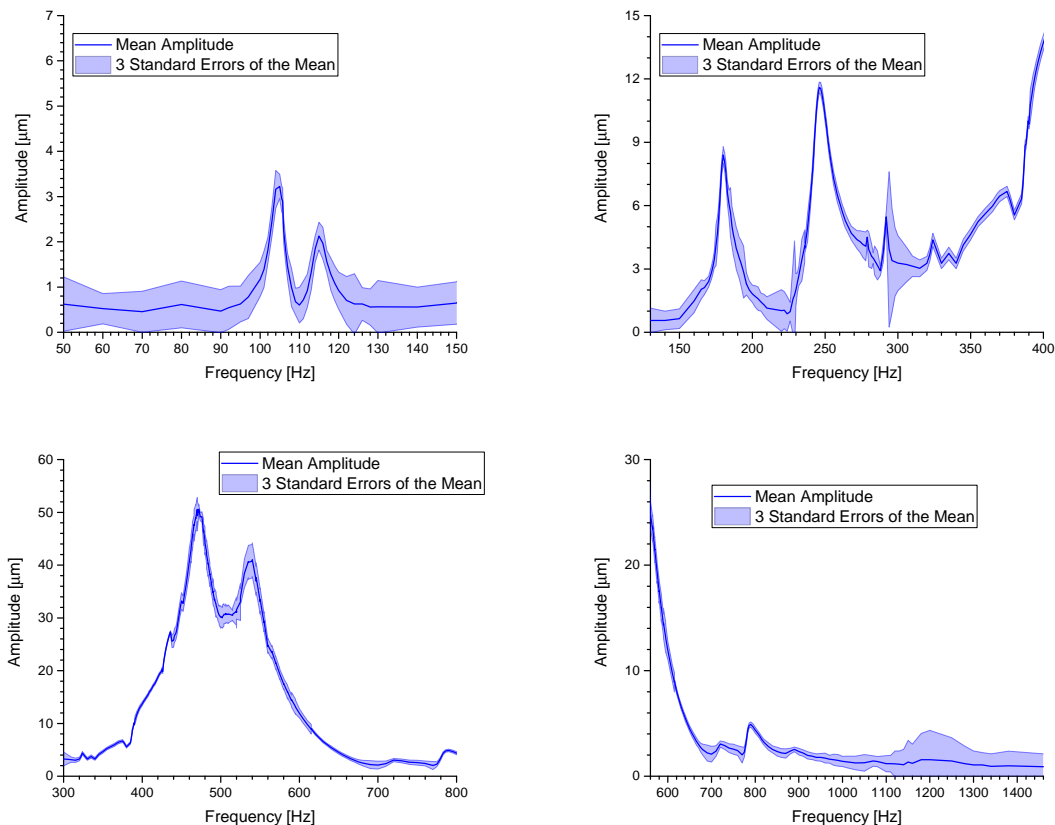 7
6
5
4
3
2
1
0
Amplitude [µm]
Mean Amplitude
3 Standard Errors of the Mean
50 60 70 80 90 100 110 120 130 140 150
Frequency [Hz]
15
12
9
6
3
0
Amplitude [µm]
Mean Amplitude
3 Standard Errors of the Mean
150 200 250 300 350 400
Frequency [Hz]
60
50
40
30
20
10
0
Amplitude [µm]
Mean Amplitude
3 Standard Errors of the Mean
300 400 500 600 700 800
Frequency [Hz]
30
20
10
0
Amplitude [µm]
Mean Amplitude
3 Standard Errors of the Mean
600 700 800 900 1000 1100 1200 1300 1400
Frequency [Hz]